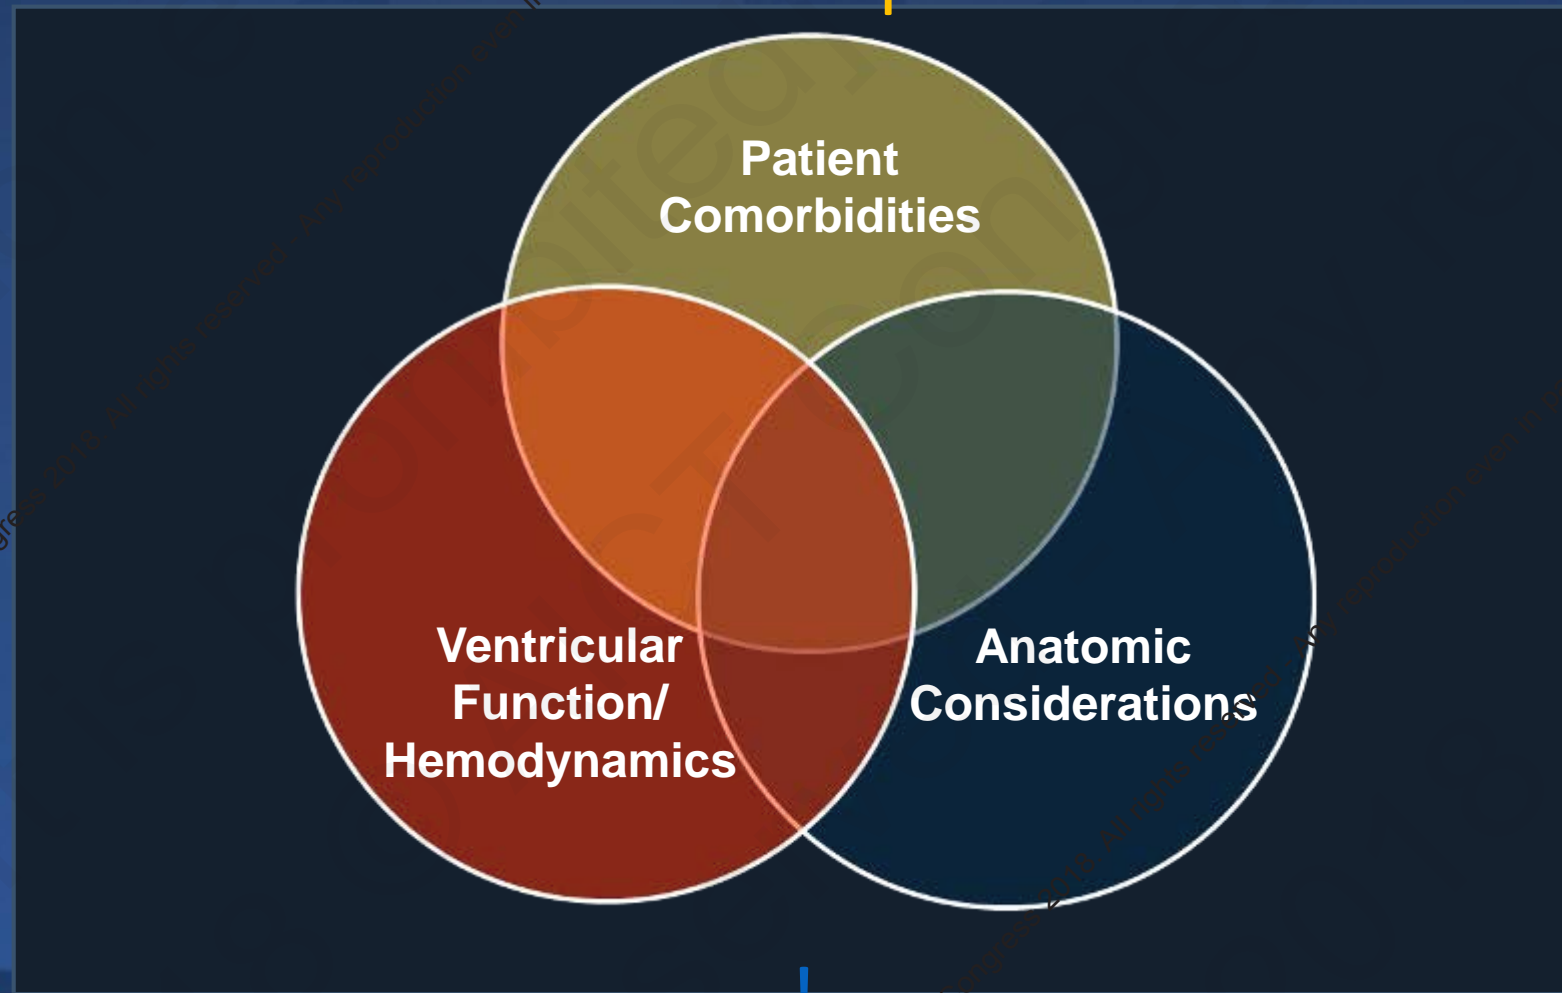 Patient
Comorbidities
Ventricular
Function/
Hemodynamics
Anatomic
Considerations